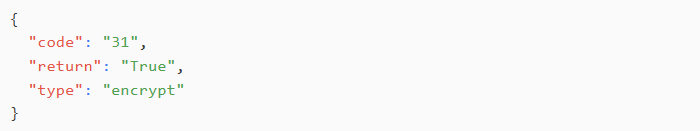 {
"code": "31",
"return": "True",
"type": "encrypt"
}